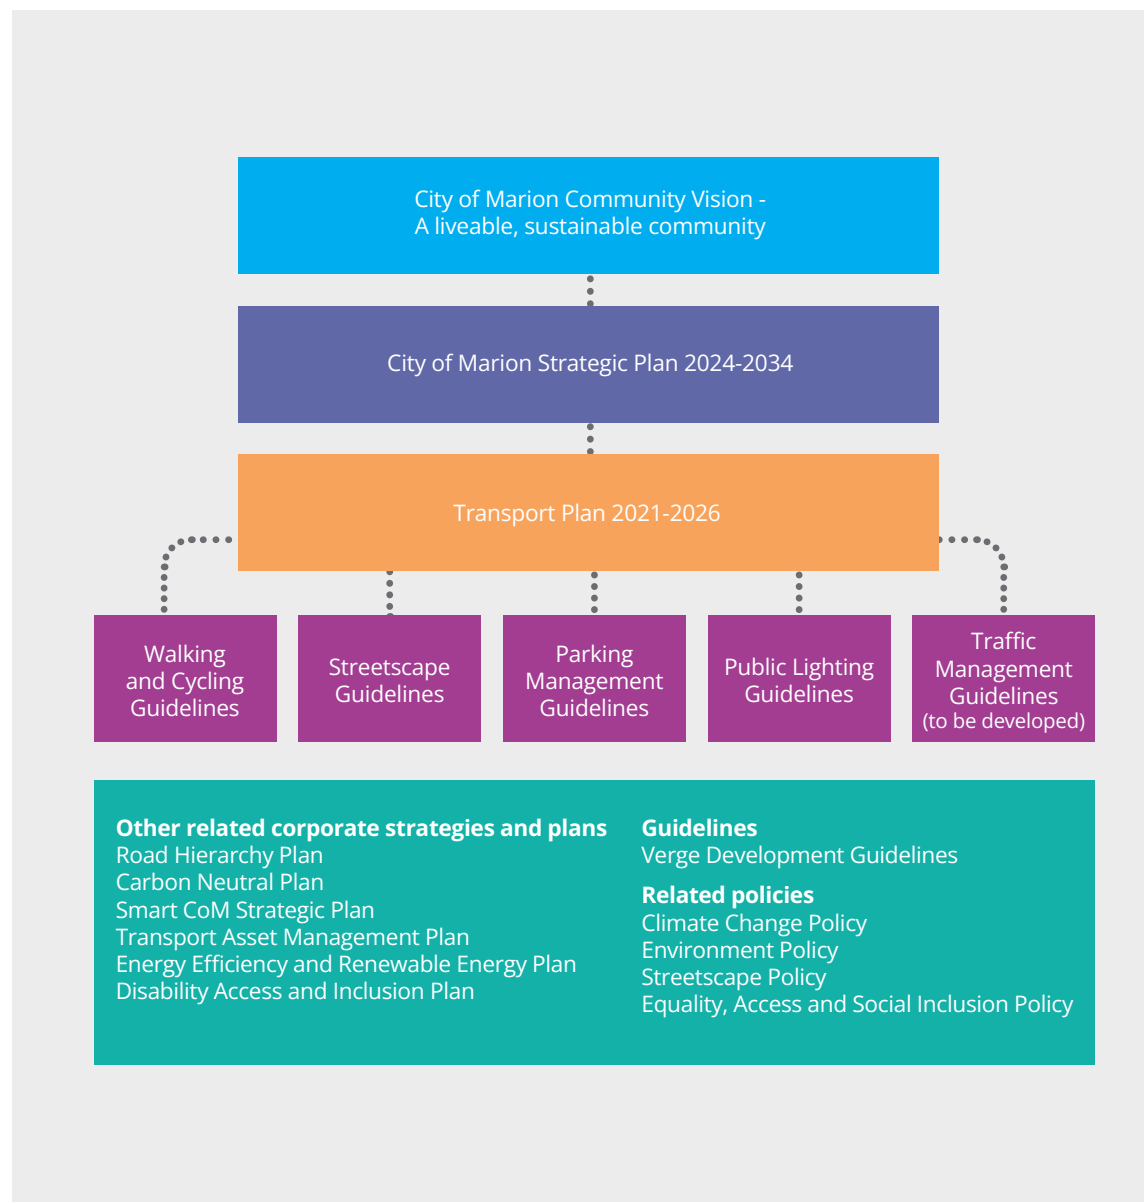 City of Marion Community Vision -
A liveable, sustainable community
City of Marion Strategic Plan 2024-2034
Transport Plan 2021-2026
Walking
and Cycling
Guidelines
Streetscape
Guidelines
Parking
Management
Guidelines
Public Lighting
Guidelines
Traffic
Management
Guidelines
(to be developed)
Other related corporate strategies and plans
Road Hierarchy Plan
Carbon Neutral Plan
Smart CoM Strategic Plan
Transport Asset Management Plan
Energy Efficiency and Renewable Energy Plan
Disability Access and Inclusion Plan
Guidelines
Verge Development Guidelines
Related policies
Climate Change Policy
Environment Policy
Streetscape Policy
Equality, Access and Social Inclusion Policy